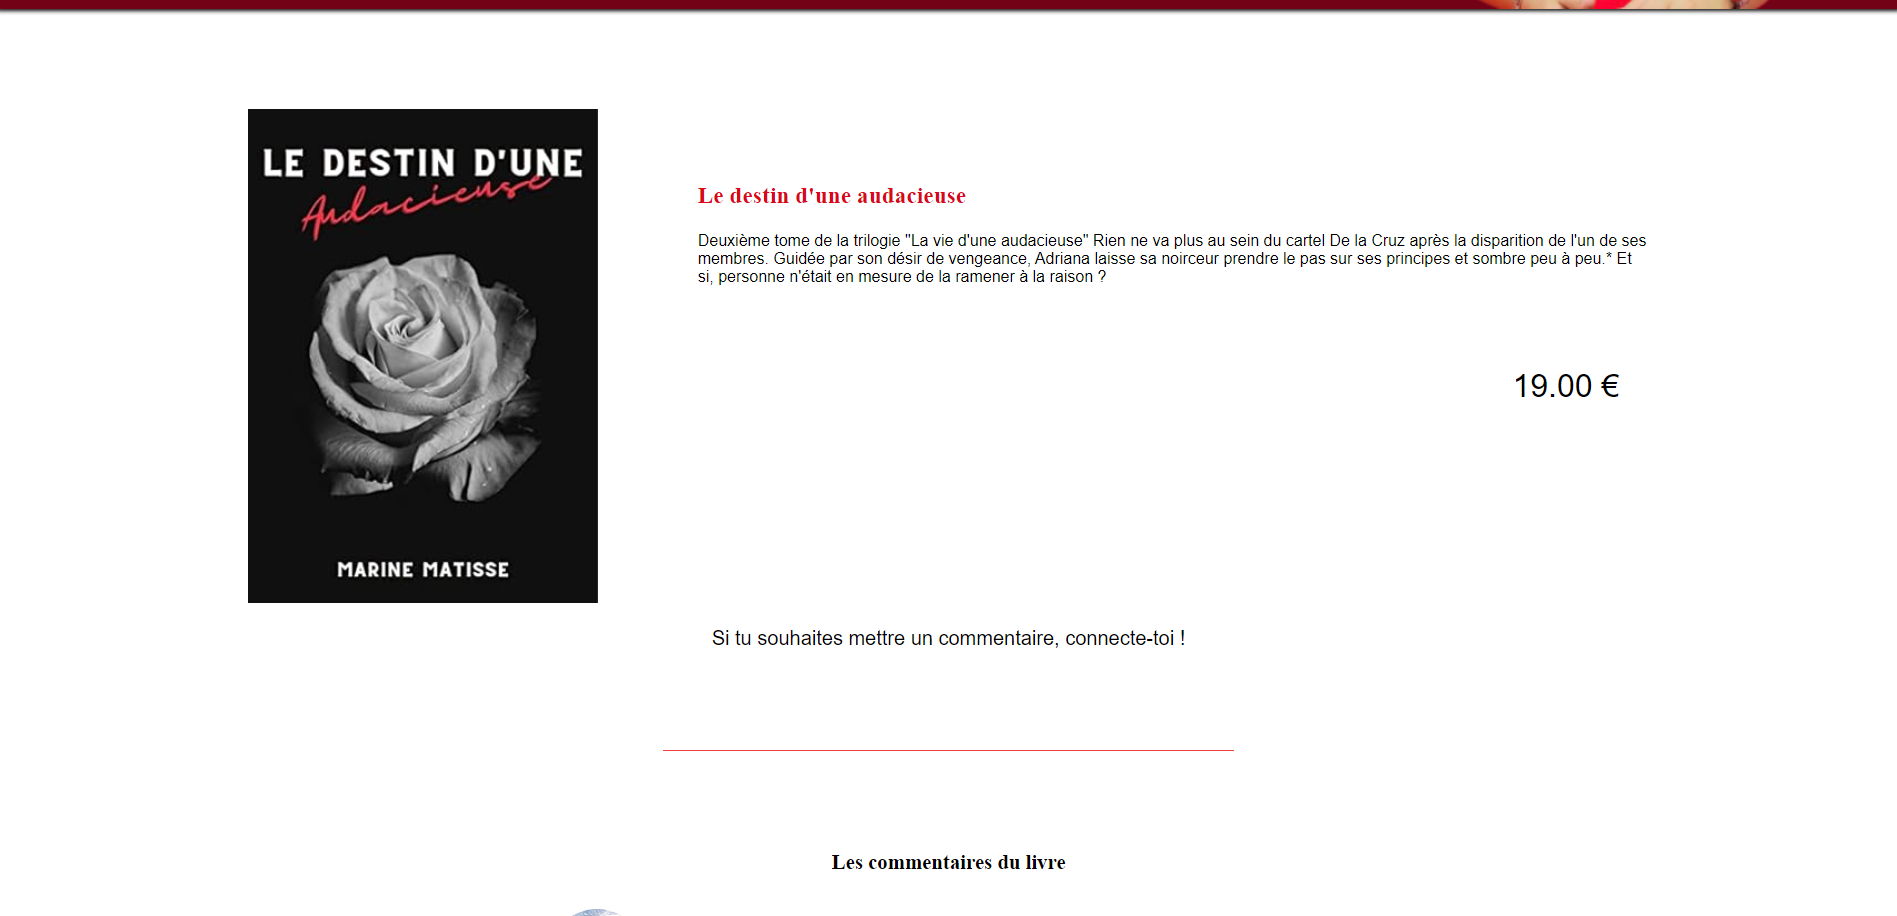 LE DESTIN D'UNE
Audacieuse
MARINE MATISSE
Le destin d'une audacieuse
Deuxième tome de la trilogie "La vie d'une audacieuse" Rien ne va plus au sein du cartel De la Cruz après la disparition de l'un de ses
membres. Guidée par son désir de vengeance, Adriana laisse sa noirceur prendre le pas sur ses principes et sombre peu à peu.* Et
si, personne n'était en mesure de la ramener à la raison ?
19.00 €
Si tu souhaites mettre un commentaire, connecte-toi !
Les commentaires du livre